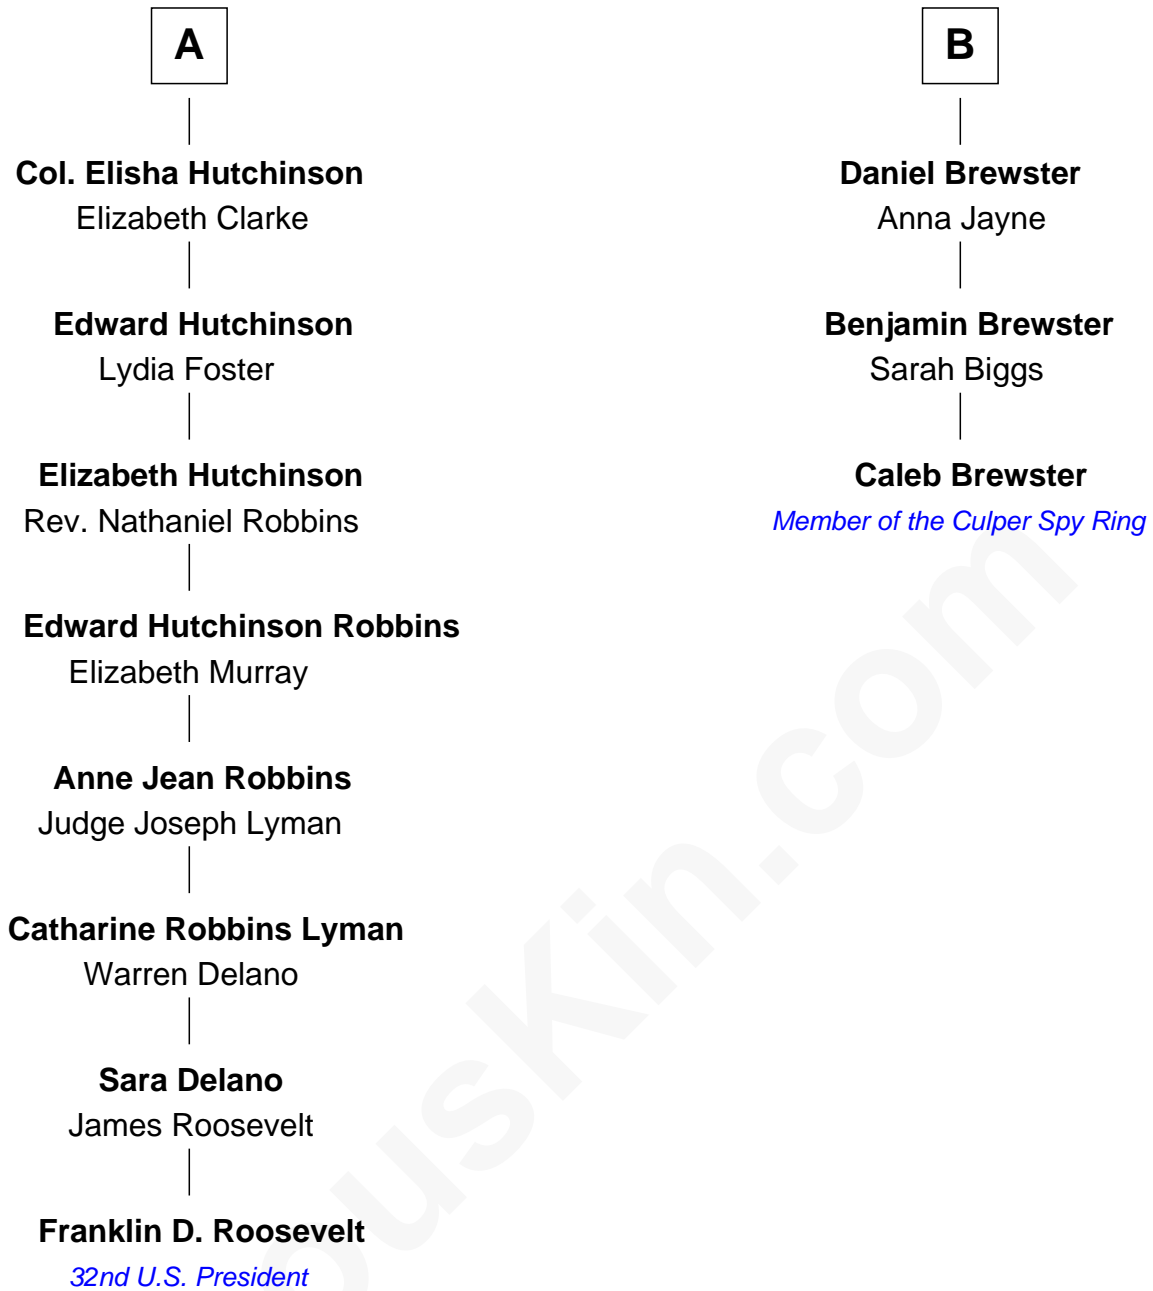 A
Col. Elisha Hutchinson
Elizabeth Clarke
Edward Hutchinson
Lydia Foster
Elizabeth Hutchinson
Rev. Nathaniel Robbins
Edward Hutchinson Robbins
Elizabeth Murray
Anne Jean Robbins
Judge Joseph Lyman
Catharine Robbins Lyman
Warren Delano
Sara Delano
James Roosevelt
Franklin D. Roosevelt
32nd U.S. President
B
Daniel Brewster
Anna Jayne
Benjamin Brewster
Sarah Biggs
Caleb Brewster
Member of the Culper Spy Ring
ousKin.com